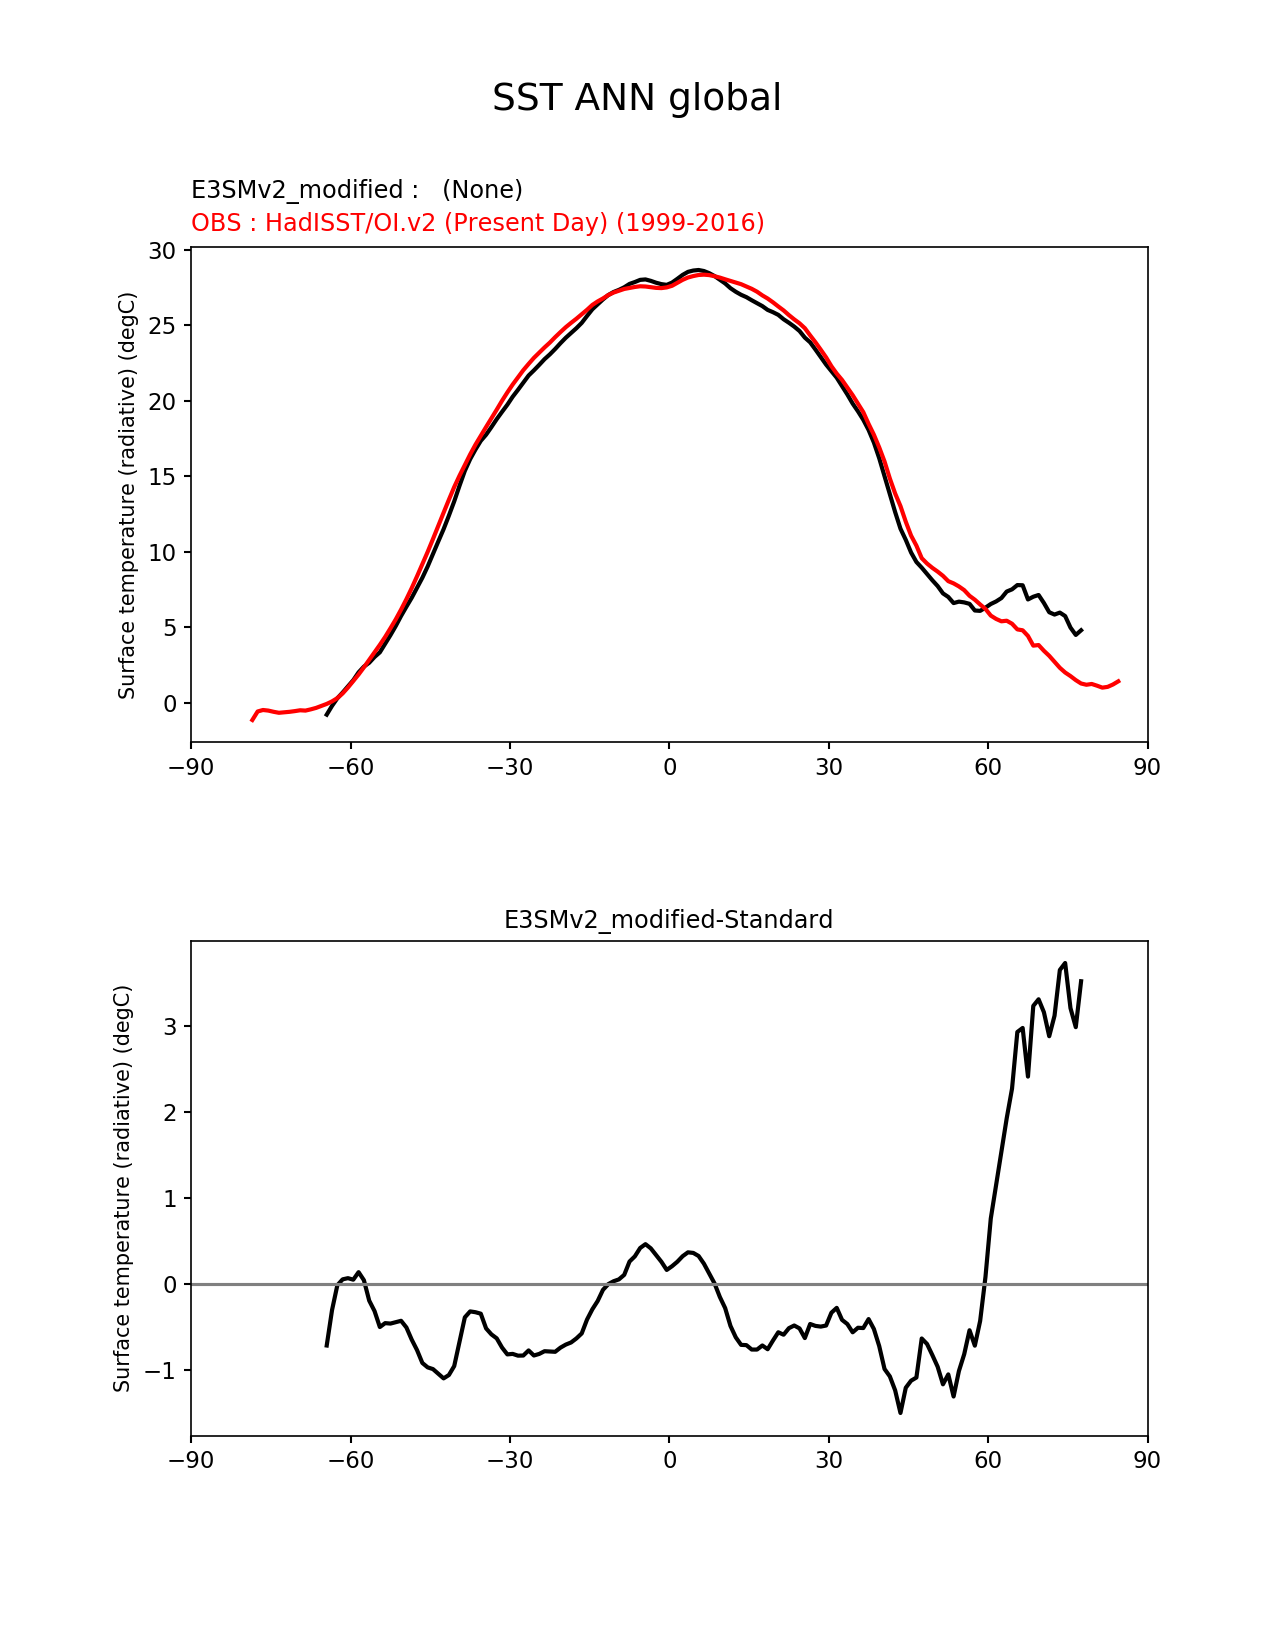 SST ANN global
E3SMv2_modified :   (None)
OBS : HadISST/OI.v2 (Present Day) (1999-2016)
Surface temperature (radiative) (degC)
30
25
20
15
10
5
0
−90 −60 −30 0 30 60 90
E3SMv2_modified-Standard
Surface temperature (radiative) (degC)
3
2
1
0
−1
−90 −60 −30 0 30 60 90